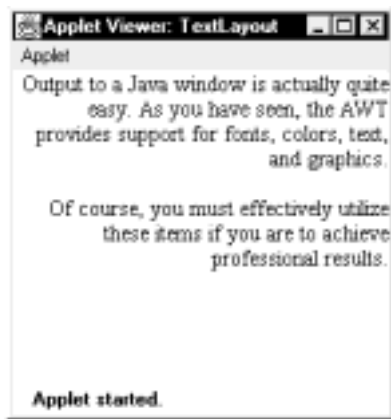 Applet Viewer: TextLayout
Applet
Output to a Java window is actually quite
easy. As you have seen, the AWT
provides support for fonts, colors, text,
and graphics.
Of course, you must effectively utilize
these items if you are to achieve
professional results.
Applet started.